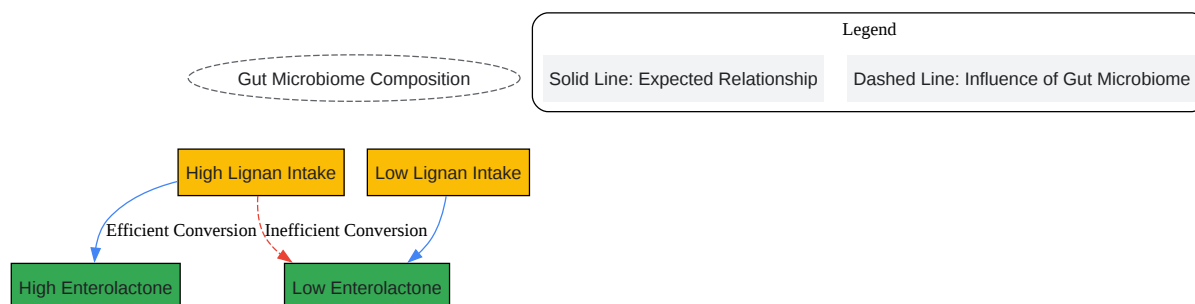 Legend
Gut Microbiome Composition
Solid Line: Expected Relationship
Dashed Line: Influence of Gut Microbiome
High Lignan Intake
Low Lignan Intake
Efficient Conversion
Inefficient Conversion
High Enterolactone
Low Enterolactone